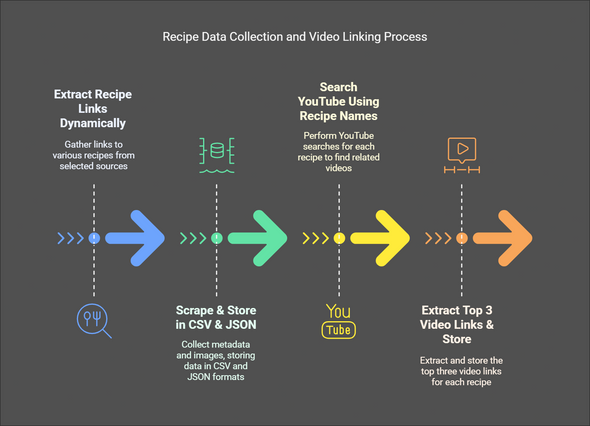 Recipe Data Collection and Video Linking Process
Extract Recipe
Links
Dynamically
Gather links to
various recipes from
selected sources
Scrape & Store
in CSV & JSON
Collect metadata
and images, storing
data in CSV and
JSON formats
Search
YouTube Using
Recipe Names
Perform YouTube
searches for each
recipe to find related
videos
You
Tube
Extract Top 3
Video Links &
Store
Extract and store the
top three video links
for each recipe